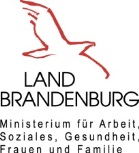 LAND
BRANDENBURG
Ministerium für Arbeit,
Soziales, Gesundheit,
Frauen und Familie